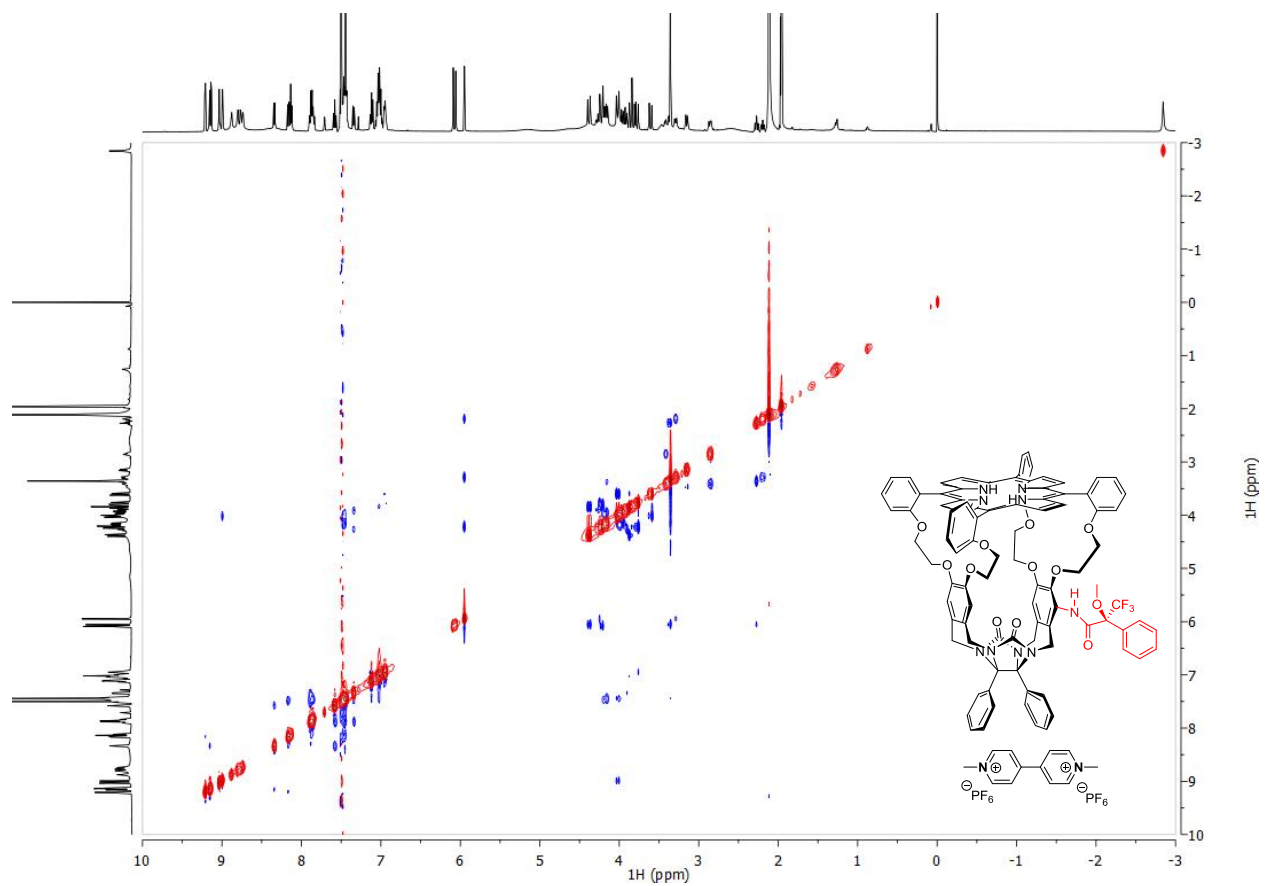 -3
-2
-1
0
1
2
3
4
5
6
7
8
9
10
1H (ppm)
10 9 8 7 6 5 4 3 2 1 0 -1 -2 -3
1H (ppm)
NH N
N HN
O O O O
O O O O
H
N O CF3
O
O O
N N N N
N+ N+
⊖PF6 ⊖PF6